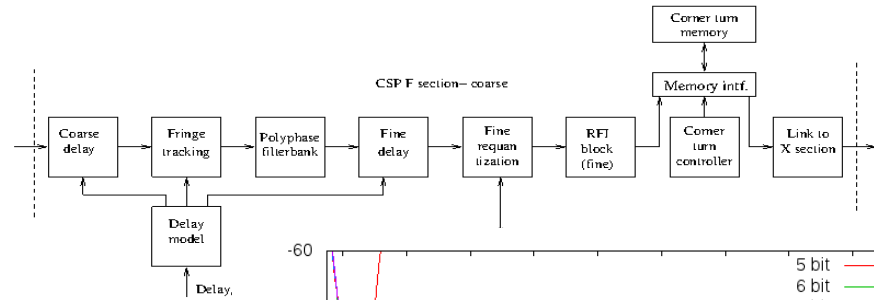 Corner turn
memory
CSP F section- coarse
Memory intf.
Coarse
delay
Fringe
tracking
Polyphase
filterbank
Fine
delay
Fine
requan
tization
RFI
block
(fine)
Corner
turn
controller
Link to
X section
Delay
model
Delay,
-60
5 bit
6 bit